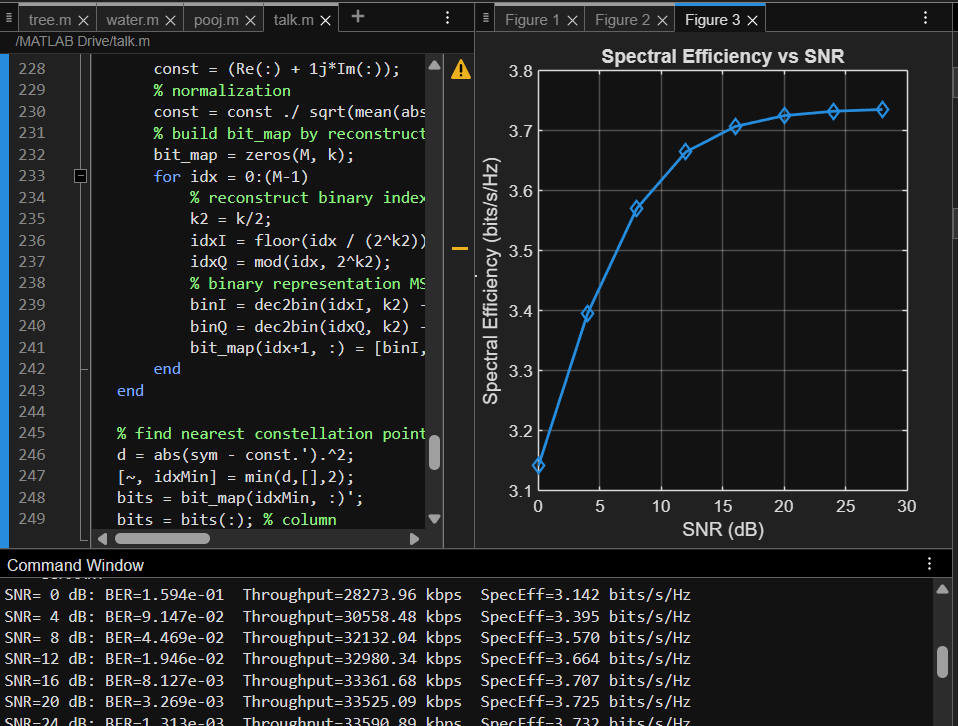 tree.m × water.m × pooj.m × talk.m × +
/MATLAB Drive/talk.m
228 const = (Re(:) + 1j*Im(:));
229 % normalization
230 const = const ./ sqrt(mean(abs
231 % build bit_map by reconstruct
232 bit_map = zeros(M, k);
233 for idx = 0:(M-1)
234 % reconstruct binary index
235 k2 = k/2;
236 idxI = floor(idx / (2^k2))
237 idxQ = mod(idx, 2^k2);
238 % binary representation MS
239 binI = dec2bin(idxI, k2) -
240 binQ = dec2bin(idxQ, k2) -
241 bit_map(idx+1, :) = [binI,
242 end
243 end
244
245 % find nearest constellation point
246 d = abs(sym - const.').^2;
247 [~, idxMin] = min(d,[],2);
248 bits = bit_map(idxMin, :)';
249 bits = bits(:); % column
Figure 1 × Figure 2 × Figure 3 ×
Spectral Efficiency vs SNR
Spectral Efficiency (bits/s/Hz)
3.8
3.7
3.6
3.5
3.4
3.3
3.2
3.1
0 5 10 15 20 25 30
SNR (dB)
Command Window
SNR= 0 dB: BER=1.594e-01 Throughput=28273.96 kbps SpecEff=3.142 bits/s/Hz
SNR= 4 dB: BER=9.147e-02 Throughput=30558.48 kbps SpecEff=3.395 bits/s/Hz
SNR= 8 dB: BER=4.469e-02 Throughput=32132.04 kbps SpecEff=3.570 bits/s/Hz
SNR=12 dB: BER=1.946e-02 Throughput=32980.34 kbps SpecEff=3.664 bits/s/Hz
SNR=16 dB: BER=8.127e-03 Throughput=33361.68 kbps SpecEff=3.707 bits/s/Hz
SNR=20 dB: BER=3.269e-03 Throughput=33525.09 kbps SpecEff=3.725 bits/s/Hz
SNR=24 dB: BER=1.313e-03 Throughput=33590.89 kbps SpecEff=3.732 bits/s/Hz